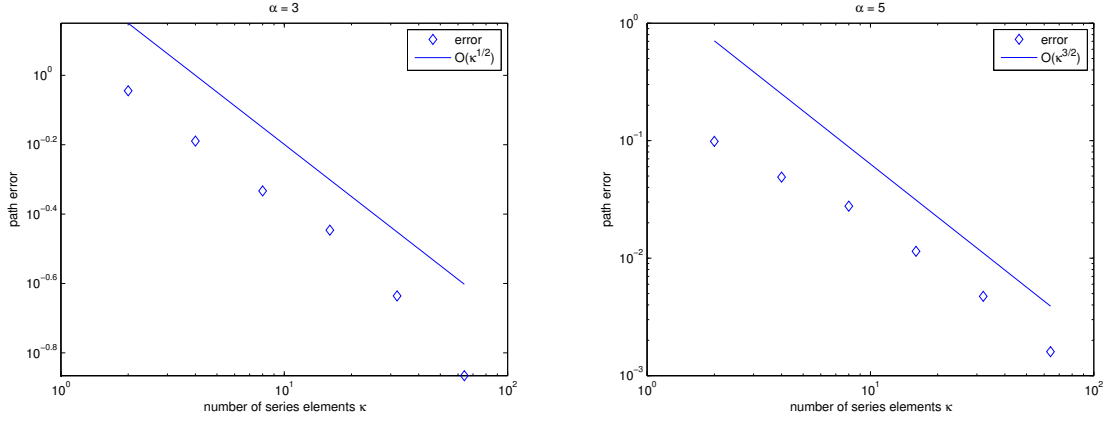 α = 3
error
O(κ^{1/2})
10^0
10^{-0.2}
10^{-0.4}
10^{-0.6}
10^{-0.8}
path error
10^0
10^1
10^2
number of series elements κ
α = 5
error
O(κ^{3/2})
10^0
10^{-1}
10^{-2}
10^{-3}
path error
10^0
10^1
10^2
number of series elements κ